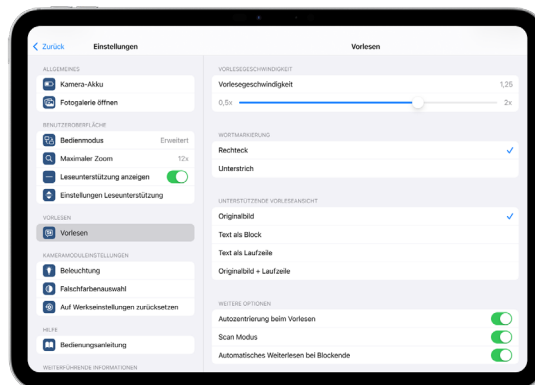 Zurück
Einstellungen
Vorlesen
ALLGEMEINES
Kamera-Akku
Fotogalerie öffnen
BENUTZEROBERFLÄCHE
Bedienmodus Erweitert
Maximaler Zoom 12x
Leseunterstützung anzeigen
Einstellungen Leseunterstützung
VORLESEN
Vorlesen
KAMERAMODULEINSTELLUNGEN
Beleuchtung
Falschfarbenauswahl
Auf Werkseinstellungen zurücksetzen
HILFE
Bedienungsanleitung
WEITERFÜHRENDE INFORMATIONEN
VORLESEGESCHWINDIGKEIT
Vorlesegeschwindigkeit 1,25
0,5x 2x
WORTMARKIERUNG
Rechteck
Unterstrich
UNTERSTÜTZENDE VORLESEANSICHT
Originalbild
Text als Block
Text als Laufzeile
Originalbild + Laufzeile
WEITERE OPTIONEN
Autozentrierung beim Vorlesen
Scan Modus
Automatisches Weiterlesen bei Blockende